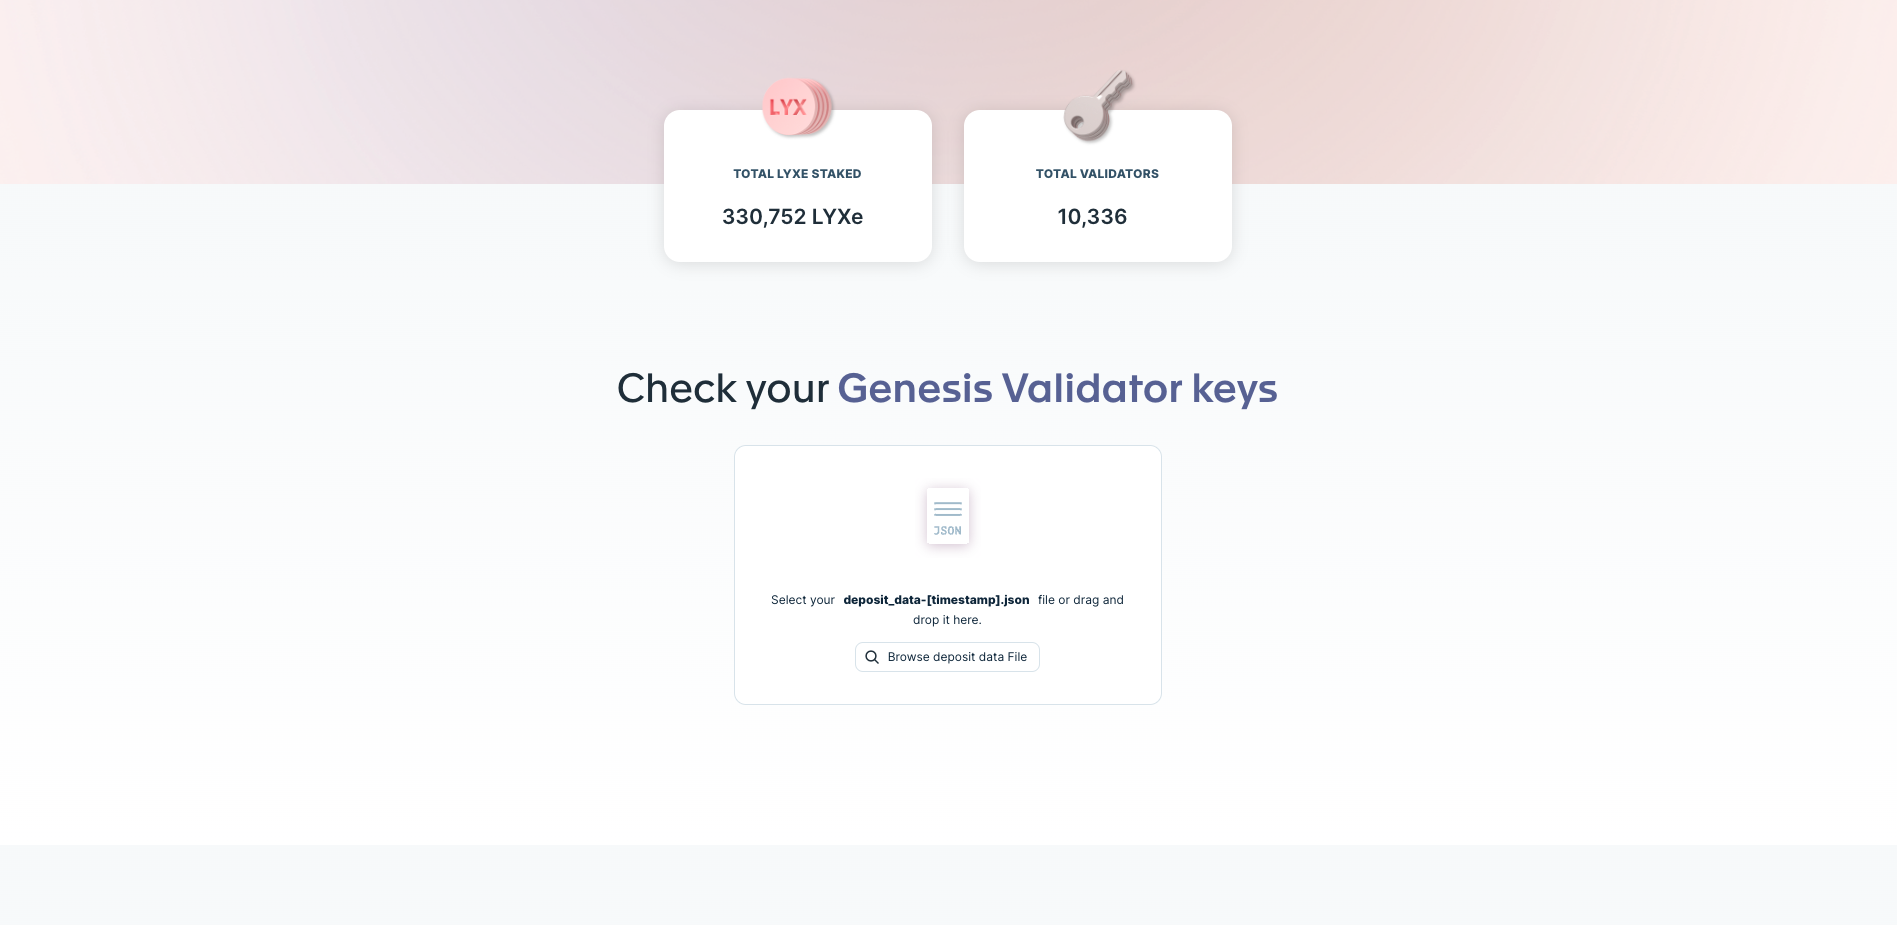 LYX
TOTAL LYXE STAKED
330,752 LYXe
TOTAL VALIDATORS
10,336
Check your Genesis Validator keys
JSON
Select your deposit_data-[timestamp].json file or drag and
drop it here.
Browse deposit data File